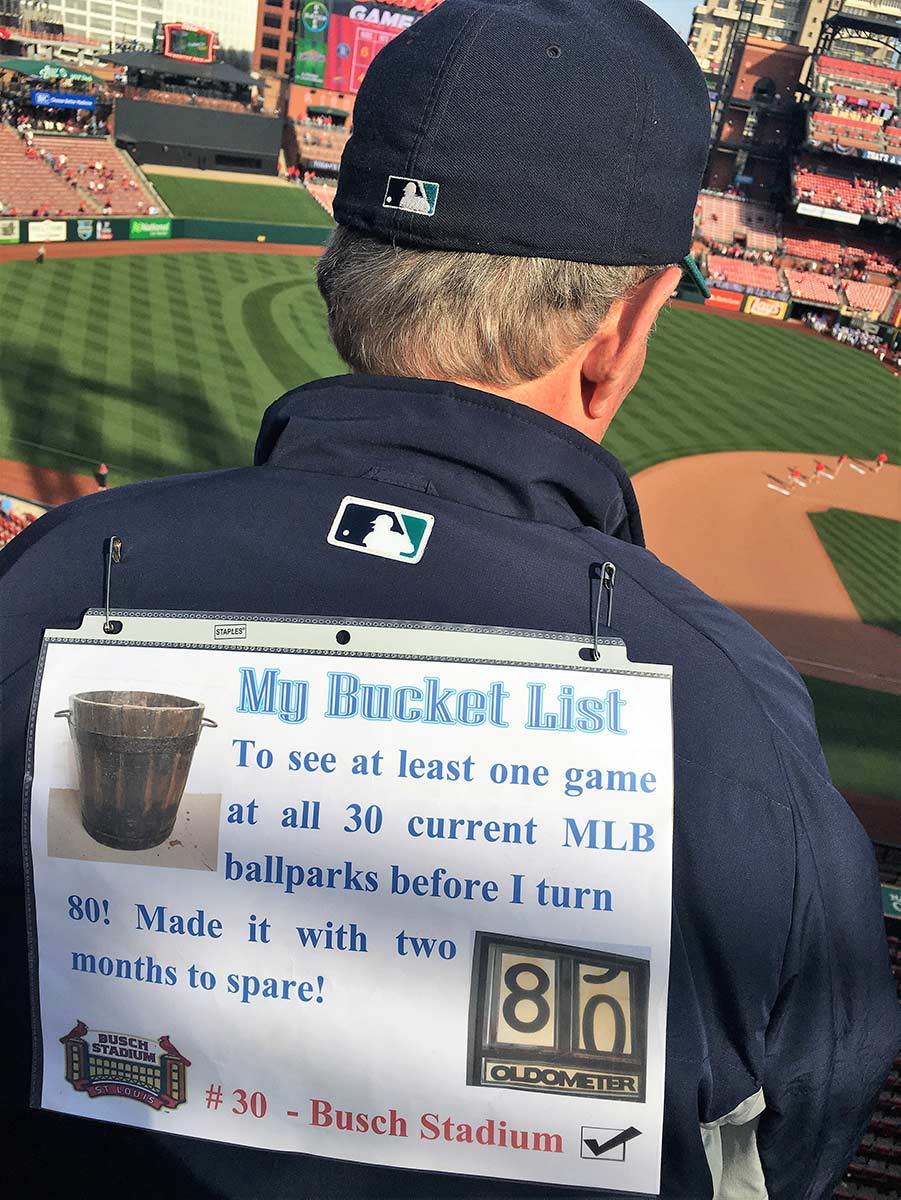 GAME
STAPLES
My Bucket List
To see at least one game
at all 30 current MLB
ballparks before I turn
80! Made it with two
months to spare!
80
OLDOMETER
BUSCH
STADIUM
ST. LOUIS
# 30 - Busch Stadium